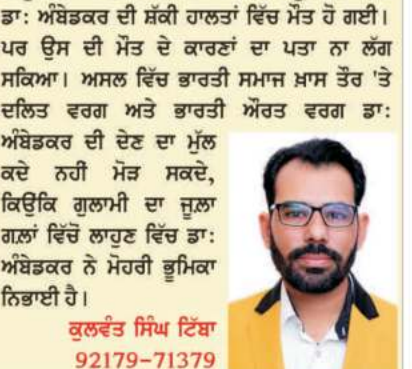 ਡਾ: ਅੰਬੇਡਕਰ ਦੀ ਸ਼ੱਕੀ ਹਾਲਤਾਂ ਵਿੱਚ ਮੌਤ ਹੋ ਗਈ।
ਪਰ ਉਸ ਦੀ ਮੌਤ ਦੇ ਕਾਰਣਾਂ ਦਾ ਪਤਾ ਨਾ ਲੱਗ
ਸਕਿਆ। ਅਸਲ ਵਿੱਚ ਭਾਰਤੀ ਸਮਾਜ ਖ਼ਾਸ ਤੌਰ 'ਤੇ
ਦਲਿਤ ਵਰਗ ਅਤੇ ਭਾਰਤੀ ਔਰਤ ਵਰਗ ਡਾ:
ਅੰਬੇਡਕਰ ਦੀ ਦੇਣ ਦਾ ਮੁੱਲ
ਕਦੇ ਨਹੀਂ ਮੋੜ ਸਕਦੇ,
ਕਿਉਕਿ ਗੁਲਾਮੀ ਦਾ ਜੂਲਾ
ਗਲਾਂ ਵਿੱਚੋਂ ਲਾਹੁਣ ਵਿੱਚ ਡਾ:
ਅੰਬੇਡਕਰ ਨੇ ਮੋਹਰੀ ਭੂਮਿਕਾ
ਨਿਭਾਈ ਹੈ।
ਕੁਲਵੰਤ ਸਿੰਘ ਟਿੱਬਾ
92179-71379